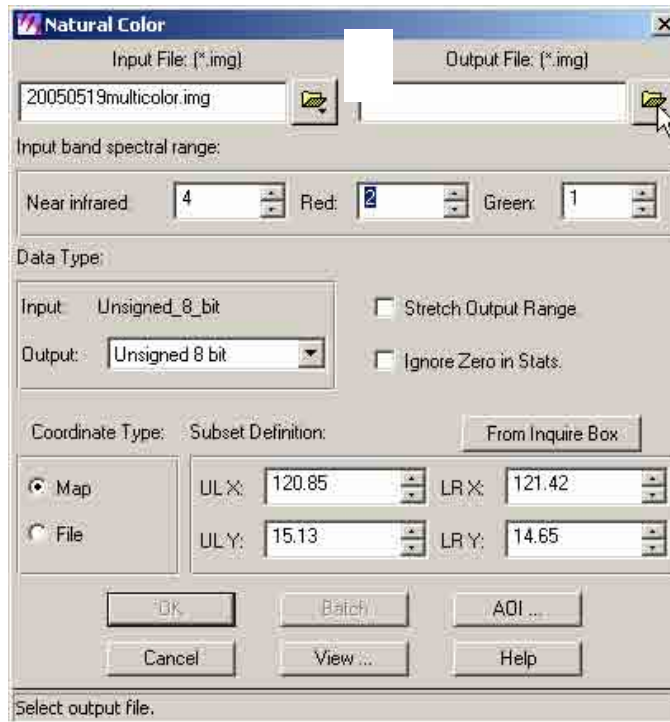 Natural Color
Input File: (*.img) Output File: (*.img)
20050519multicolor.img
Input band spectral range:
Near infrared 4 Red: 2 Green: 1
Data Type:
Input: Unsigned_8_bit
Stretch Output Range.
Output: Unsigned 8 bit
Ignore Zero in Stats.
Coordinate Type: Subset Definition: From Inquire Box
Map UL X: 120.85 LR X: 121.42
File UL Y: 15.13 LR Y: 14.65
OK Batch AOI ...
Cancel View ... Help
Select output file.